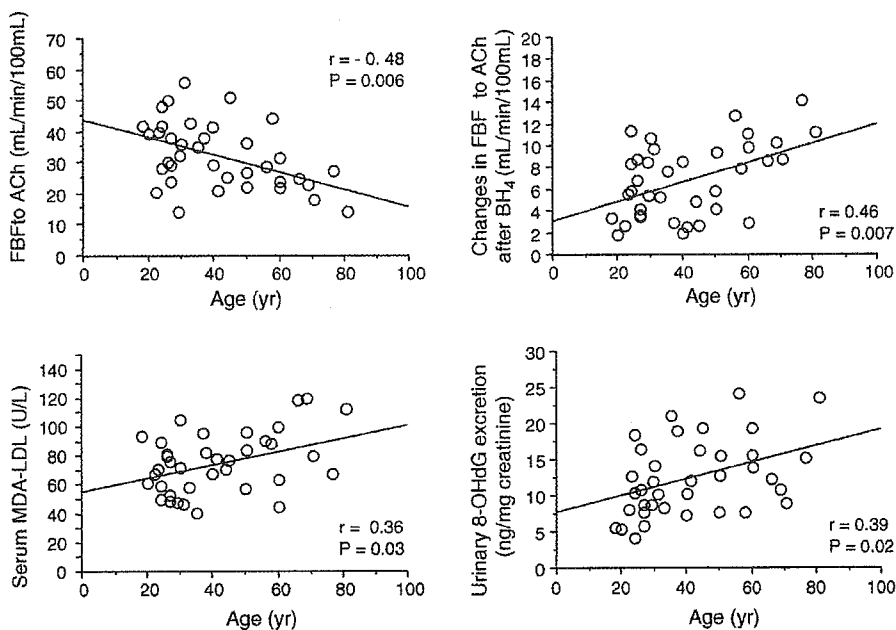 FBFto ACh (mL/min/100mL)
70
60
50
40
30
20
10
0
r = - 0. 48
P = 0.006
0 20 40 60 80 100
Age (yr)
Changes in FBF to ACh
after BH4 (mL/min/100mL)
20
18
16
14
12
10
8
6
4
2
0
r = 0.46
P = 0.007
0 20 40 60 80 100
Age (yr)
Serum MDA-LDL (U/L)
140
120
100
80
60
40
20
0
r = 0.36
P = 0.03
0 20 40 60 80 100
Age (yr)
Urinary 8-OHdG excretion
(ng/mg creatinine)
30
25
20
15
10
5
0
r = 0.39
P = 0.02
0 20 40 60 80 100
Age (yr)